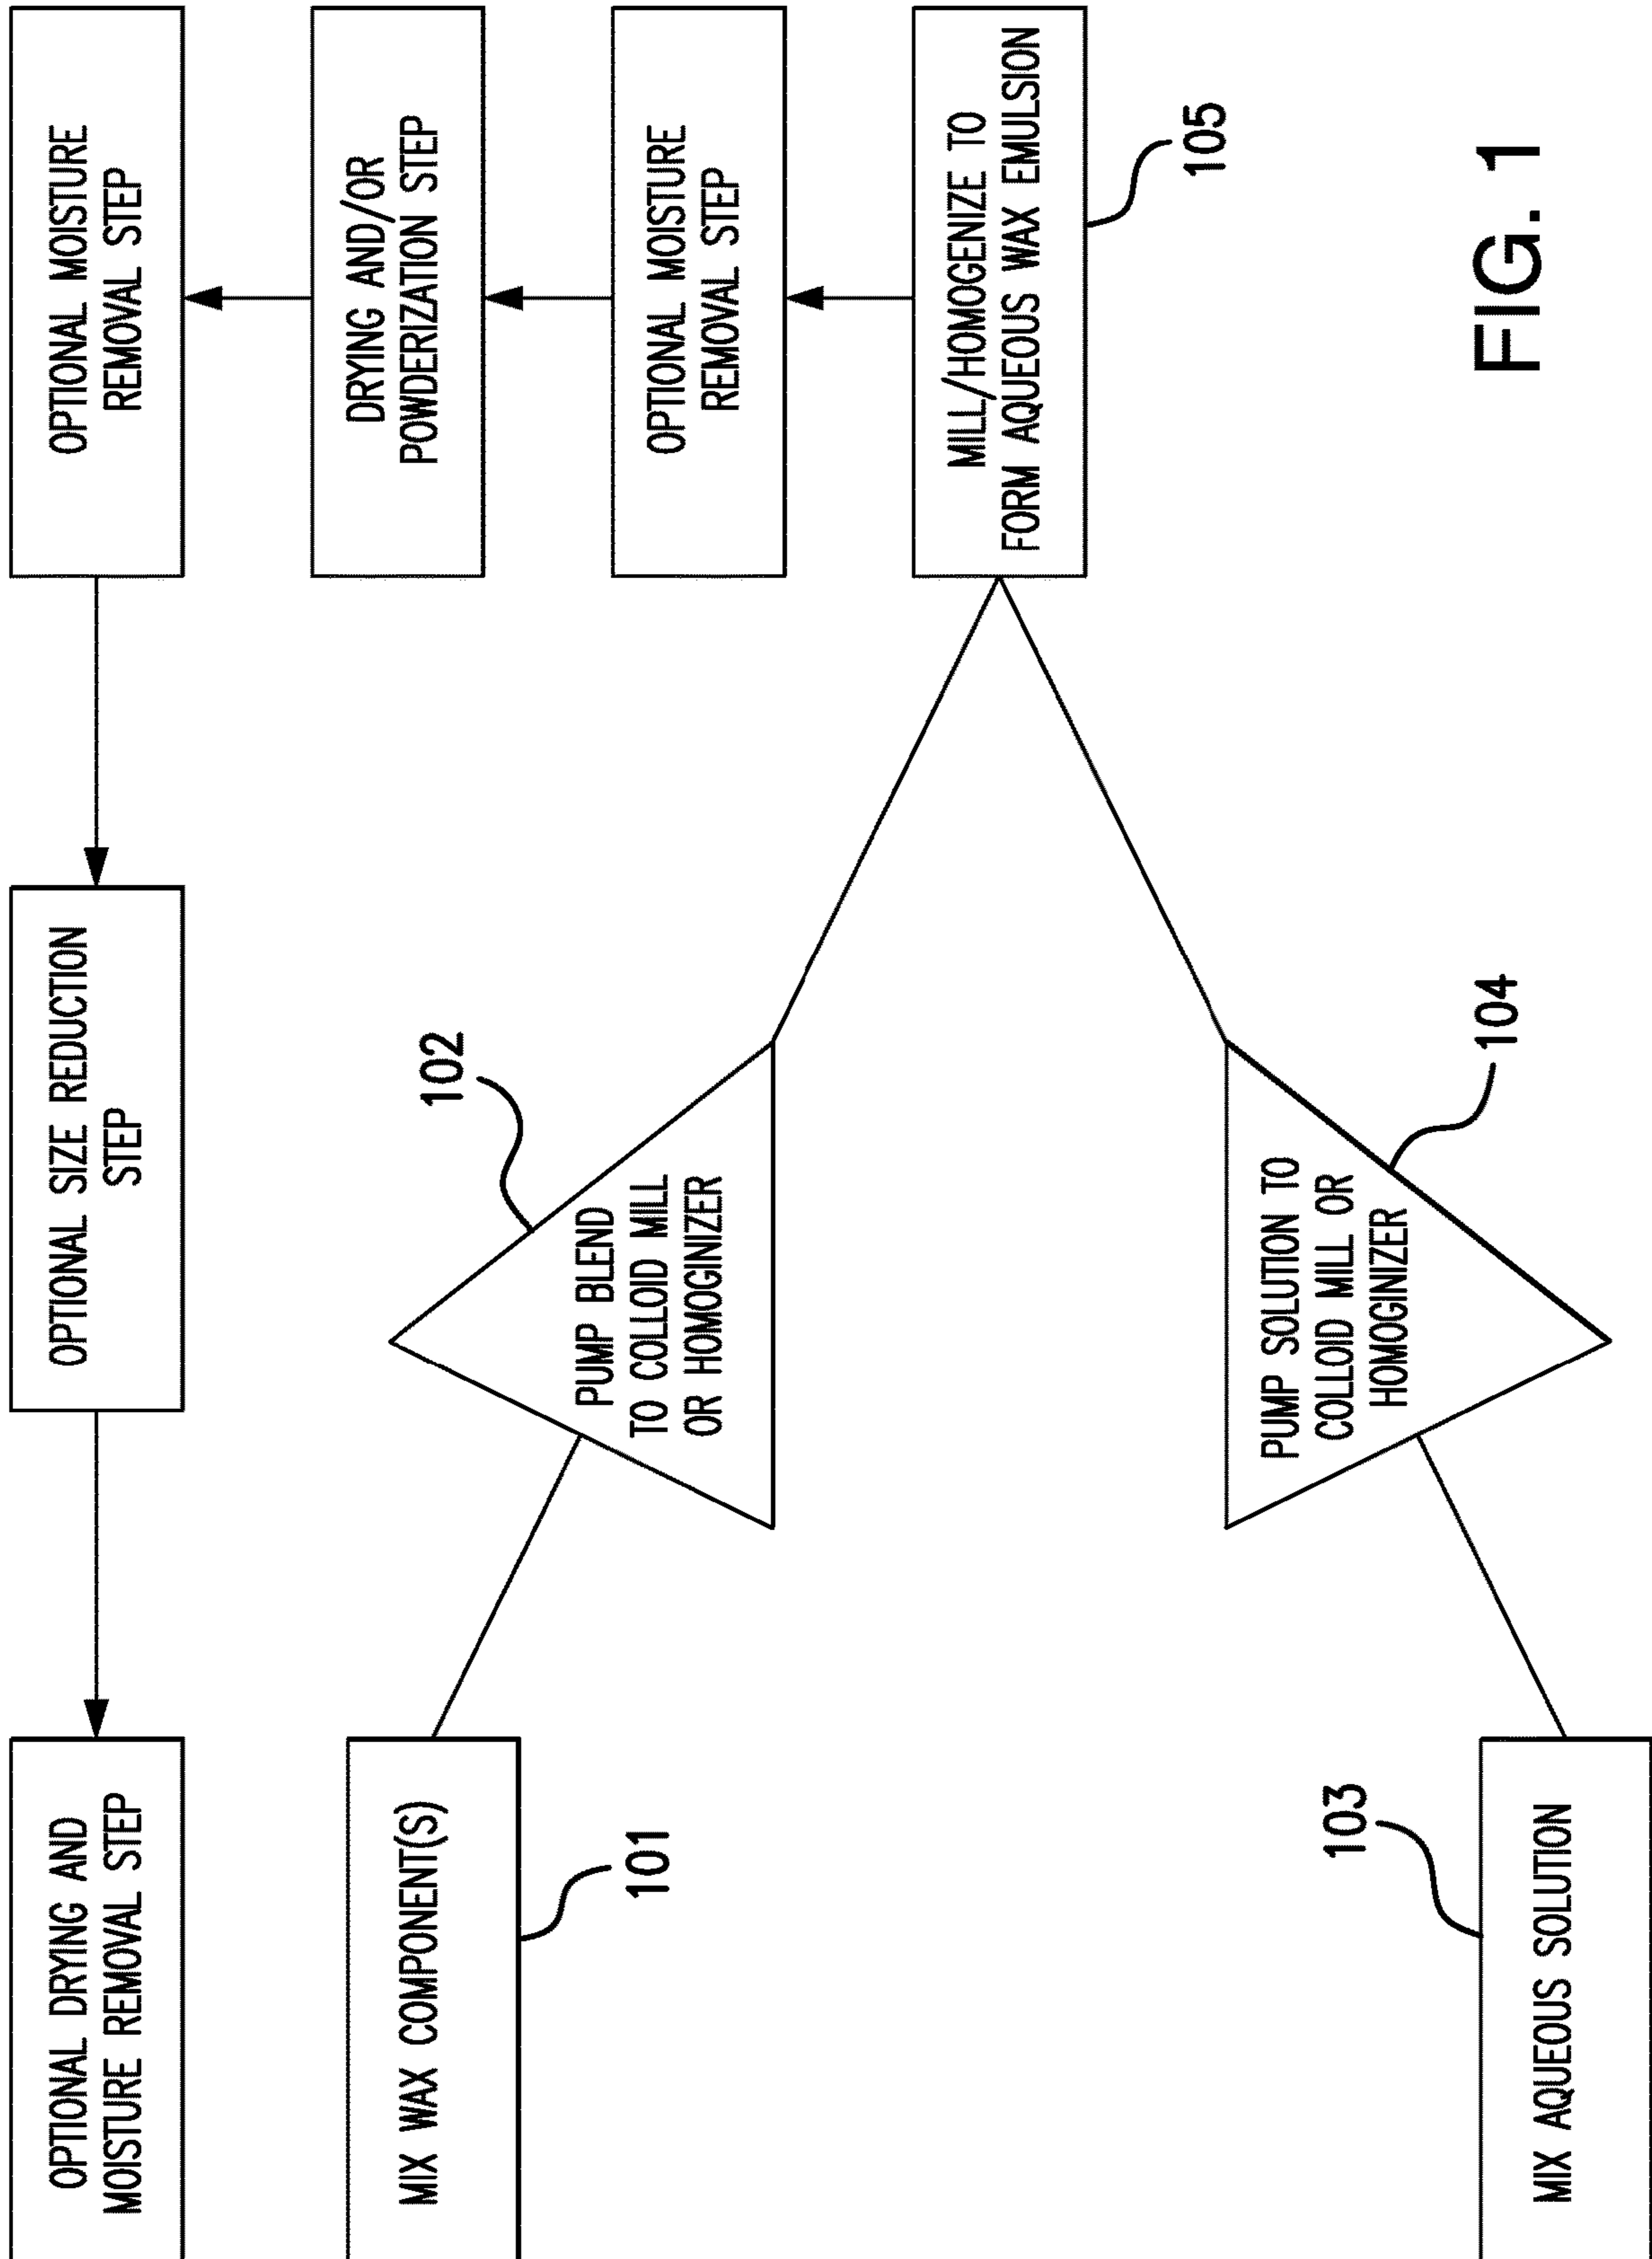 OPTIONAL DRYING AND
MOISTURE REMOVAL STEP
OPTIONAL SIZE REDUCTION
STEP
OPTIONAL MOISTURE
REMOVAL STEP
DRYING AND/OR
POWDERIZATION STEP
OPTIONAL MOISTURE
REMOVAL STEP
MILL/HOMOGENIZE TO
FORM AQUEOUS WAX EMULSION
105
MIX WAX COMPONENT(S)
101
PUMP BLEND
TO COLLOID MILL
OR HOMOGINIZER
102
MIX AQUEOUS SOLUTION
103
PUMP SOLUTION TO
COLLOID MILL OR
HOMOGINIZER
104
FIG. 1